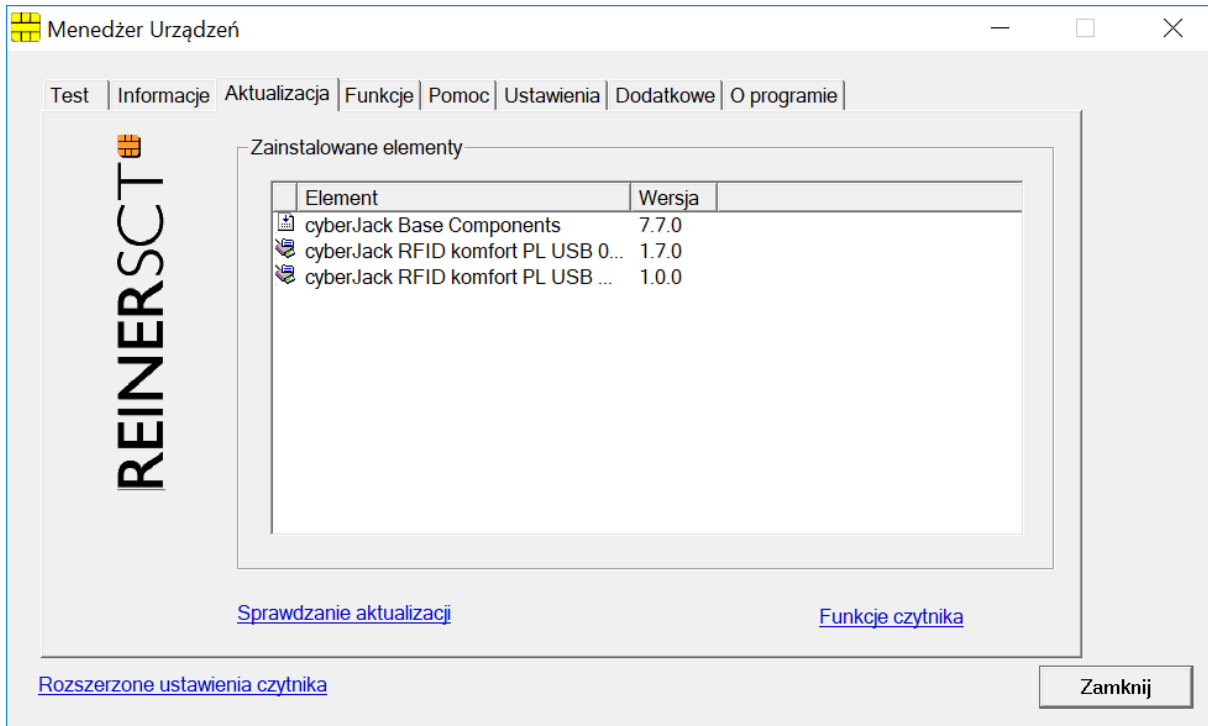 Menedżer Urządzeń
Test Informacje Aktualizacja Funkcje Pomoc Ustawienia Dodatkowe O programie
REINERSCT
Zainstalowane elementy
Element Wersja
cyberJack Base Components 7.7.0
cyberJack RFID komfort PL USB 0... 1.7.0
cyberJack RFID komfort PL USB ... 1.0.0
Sprawdzanie aktualizacji Funkcje czytnika
Rozszerzone ustawienia czytnika Zamknij